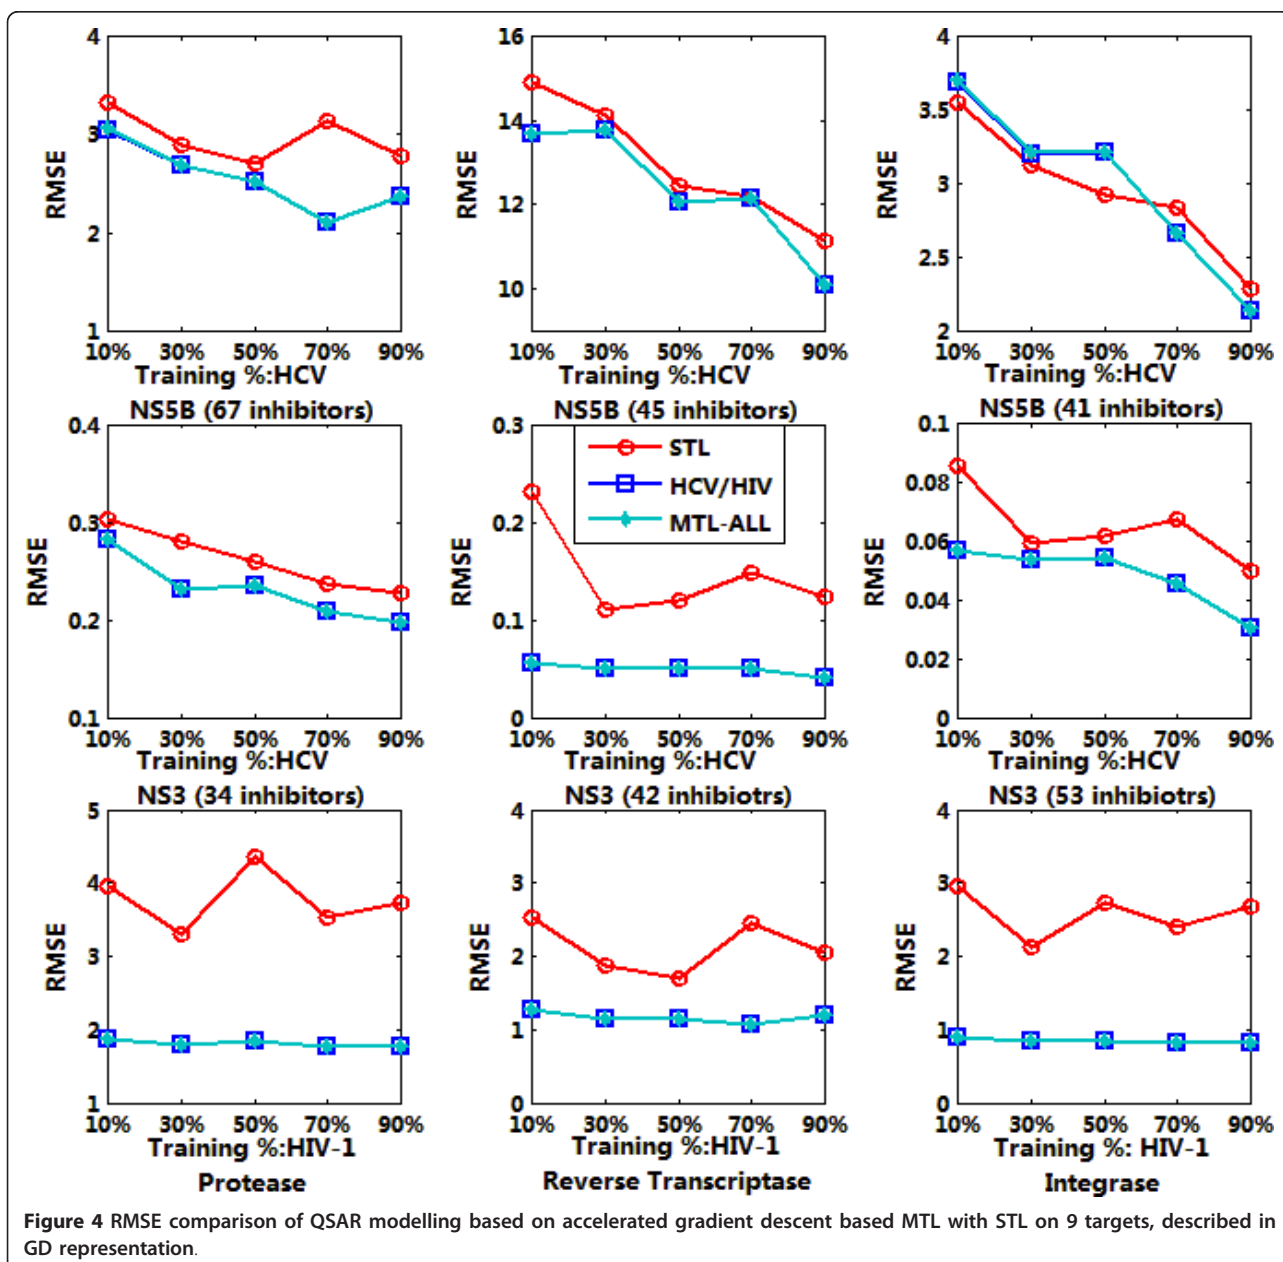 4
3
2
1
RMSE
10% 30% 50% 70% 90%
Training %:HCV
NS5B (67 inhibitors)
16
14
12
10
RMSE
10% 30% 50% 70% 90%
Training %:HCV
NS5B (45 inhibitors)
4
3.5
3
2.5
2
RMSE
10% 30% 50% 70% 90%
Training %:HCV
NS5B (41 inhibitors)
0.4
0.3
0.2
0.1
RMSE
10% 30% 50% 70% 90%
Training %:HCV
NS3 (34 inhibitors)
0.3
0.2
0.1
0
RMSE
STL
HCV/HIV
MTL-ALL
10% 30% 50% 70% 90%
Training %:HCV
NS3 (42 inhibiotrs)
0.1
0.08
0.06
0.04
0.02
0
RMSE
10% 30% 50% 70% 90%
Training %:HCV
NS3 (53 inhibiotrs)
5
4
3
2
1
RMSE
10% 30% 50% 70% 90%
Training %:HIV-1
Protease
4
3
2
1
0
RMSE
10% 30% 50% 70% 90%
Training %:HIV-1
Reverse Transcriptase
4
3
2
1
0
RMSE
10% 30% 50% 70% 90%
Training %: HIV-1
Integrase
Figure 4 RMSE comparison of QSAR modelling based on accelerated gradient descent based MTL with STL on 9 targets, described in
GD representation.